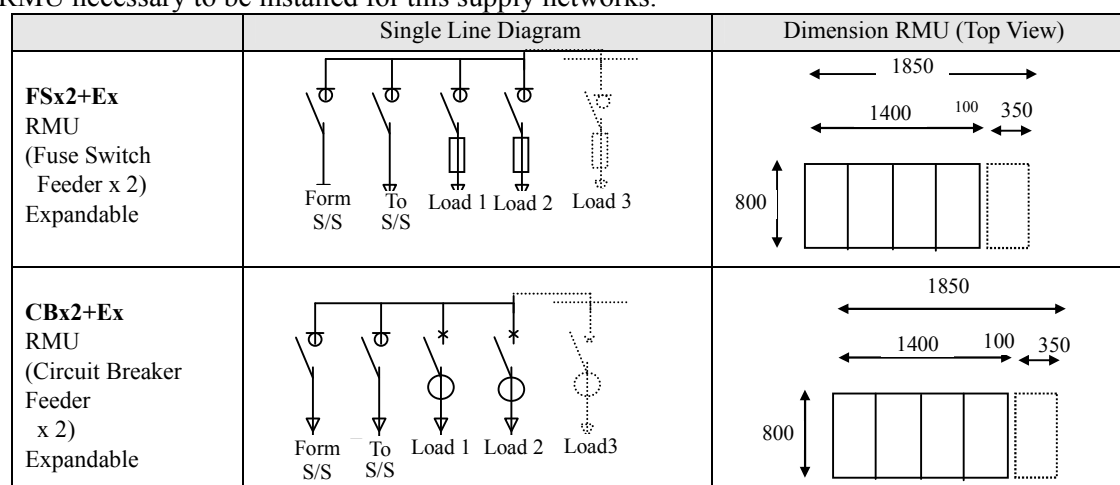 RMU necessary to be installed for this supply networks.
Single Line Diagram
Dimension RMU (Top View)
FSx2+Ex
RMU
(Fuse Switch
Feeder x 2)
Expandable
Form
S/S
To
S/S
Load 1
Load 2
Load 3
1850
1400
100
350
800
CBx2+Ex
RMU
(Circuit Breaker
Feeder
x 2)
Expandable
Form
S/S
To
S/S
Load 1
Load 2
Load3
1850
1400
100
350
800